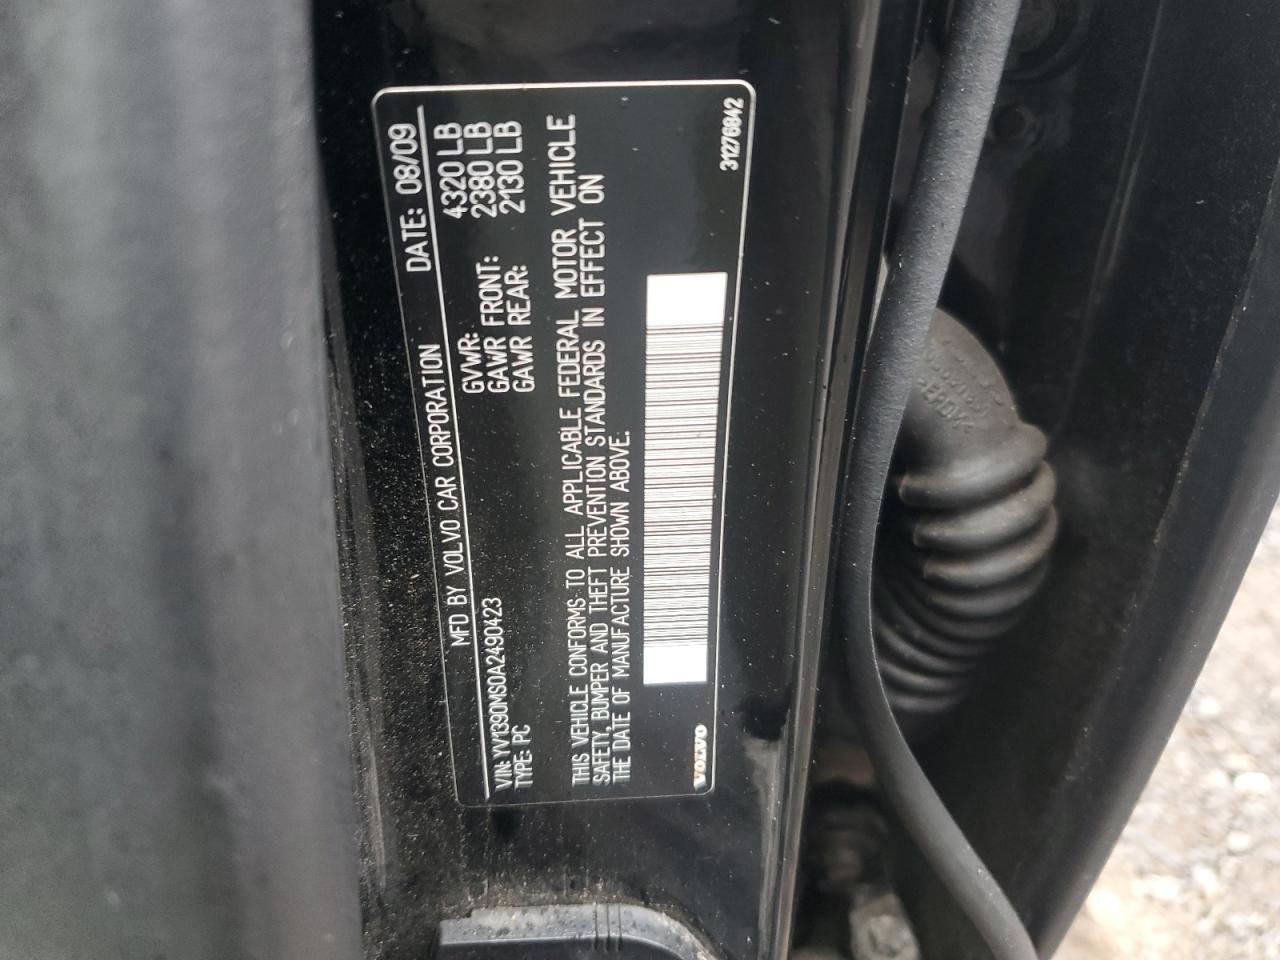 MFD BY VOLVO CAR CORPORATION DATE: 08/09
GVWR: 4320 LB
GAWR FRONT: 2380 LB
VIN: YV1390MS0A2490423 GAWR REAR: 2130 LB
TYPE: PC
THIS VEHICLE CONFORMS TO ALL APPLICABLE FEDERAL MOTOR VEHICLE
SAFETY, BUMPER AND THEFT PREVENTION STANDARDS IN EFFECT ON
THE DATE OF MANUFACTURE SHOWN ABOVE.
VOLVO 31276842
>EPDM<